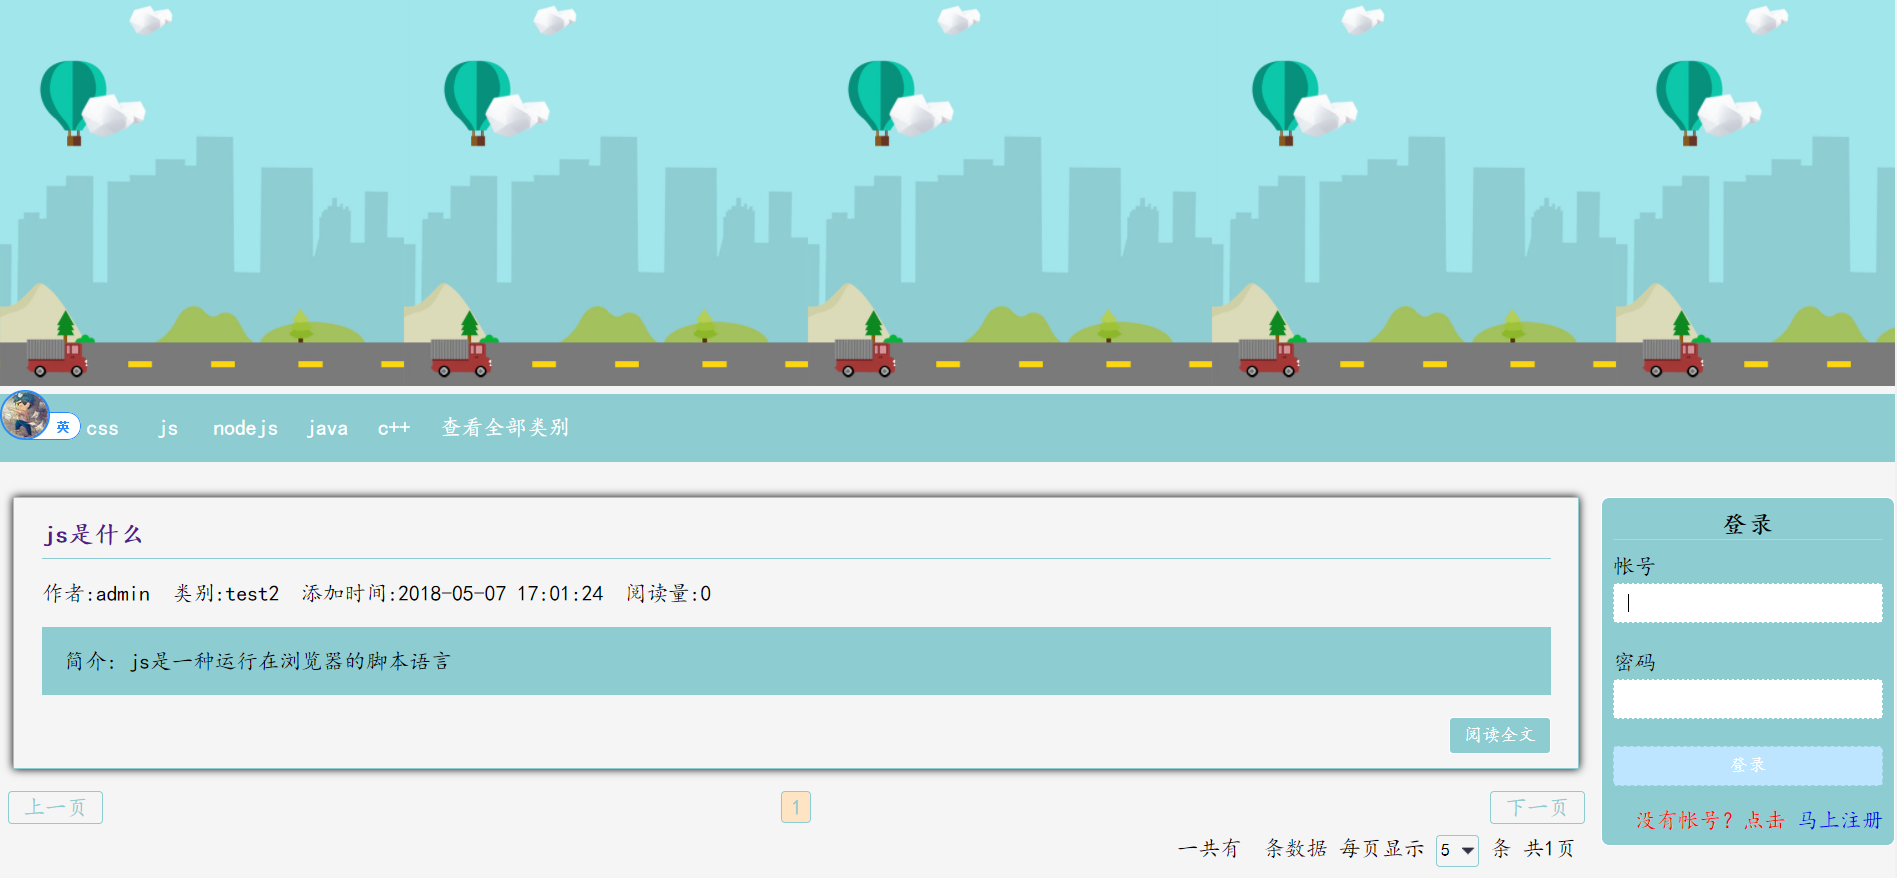 英 css js nodejs java c++ 查看全部类别
js是什么
作者:admin 类别:test2 添加时间:2018-05-07 17:01:24 阅读量:0
简介: js是一种运行在浏览器的脚本语言
阅读全文
上一页 1 下一页
一共有 条数据 每页显示 5 条 共1页
登录
帐号
密码
登录
没有帐号？点击 马上注册